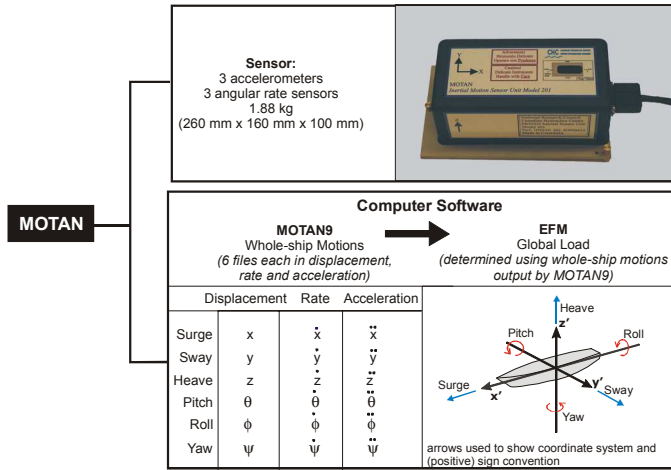 Sensor:
3 accelerometers
3 angular rate sensors
1.88 kg
(260 mm x 160 mm x 100 mm)
Y
X
MOTAN
Inertial Motion Sensor Unit Model 201
CHC
MOTAN
Computer Software
MOTAN9
Whole-ship Motions
(6 files each in displacement,
rate and acceleration)
EFM
Global Load
(determined using whole-ship motions
output by MOTAN9)
Displacement Rate Acceleration
Surge x ẋ ẍ
Sway y ẏ ÿ
Heave z ż z̈
Pitch θ θ̇ θ̈
Roll ϕ ϕ̇ ϕ̈
Yaw ψ ψ̇ ψ̈
Heave
z'
Pitch
Roll
Surge
x'
y'
Sway
Yaw
arrows used to show coordinate system and
(positive) sign convention